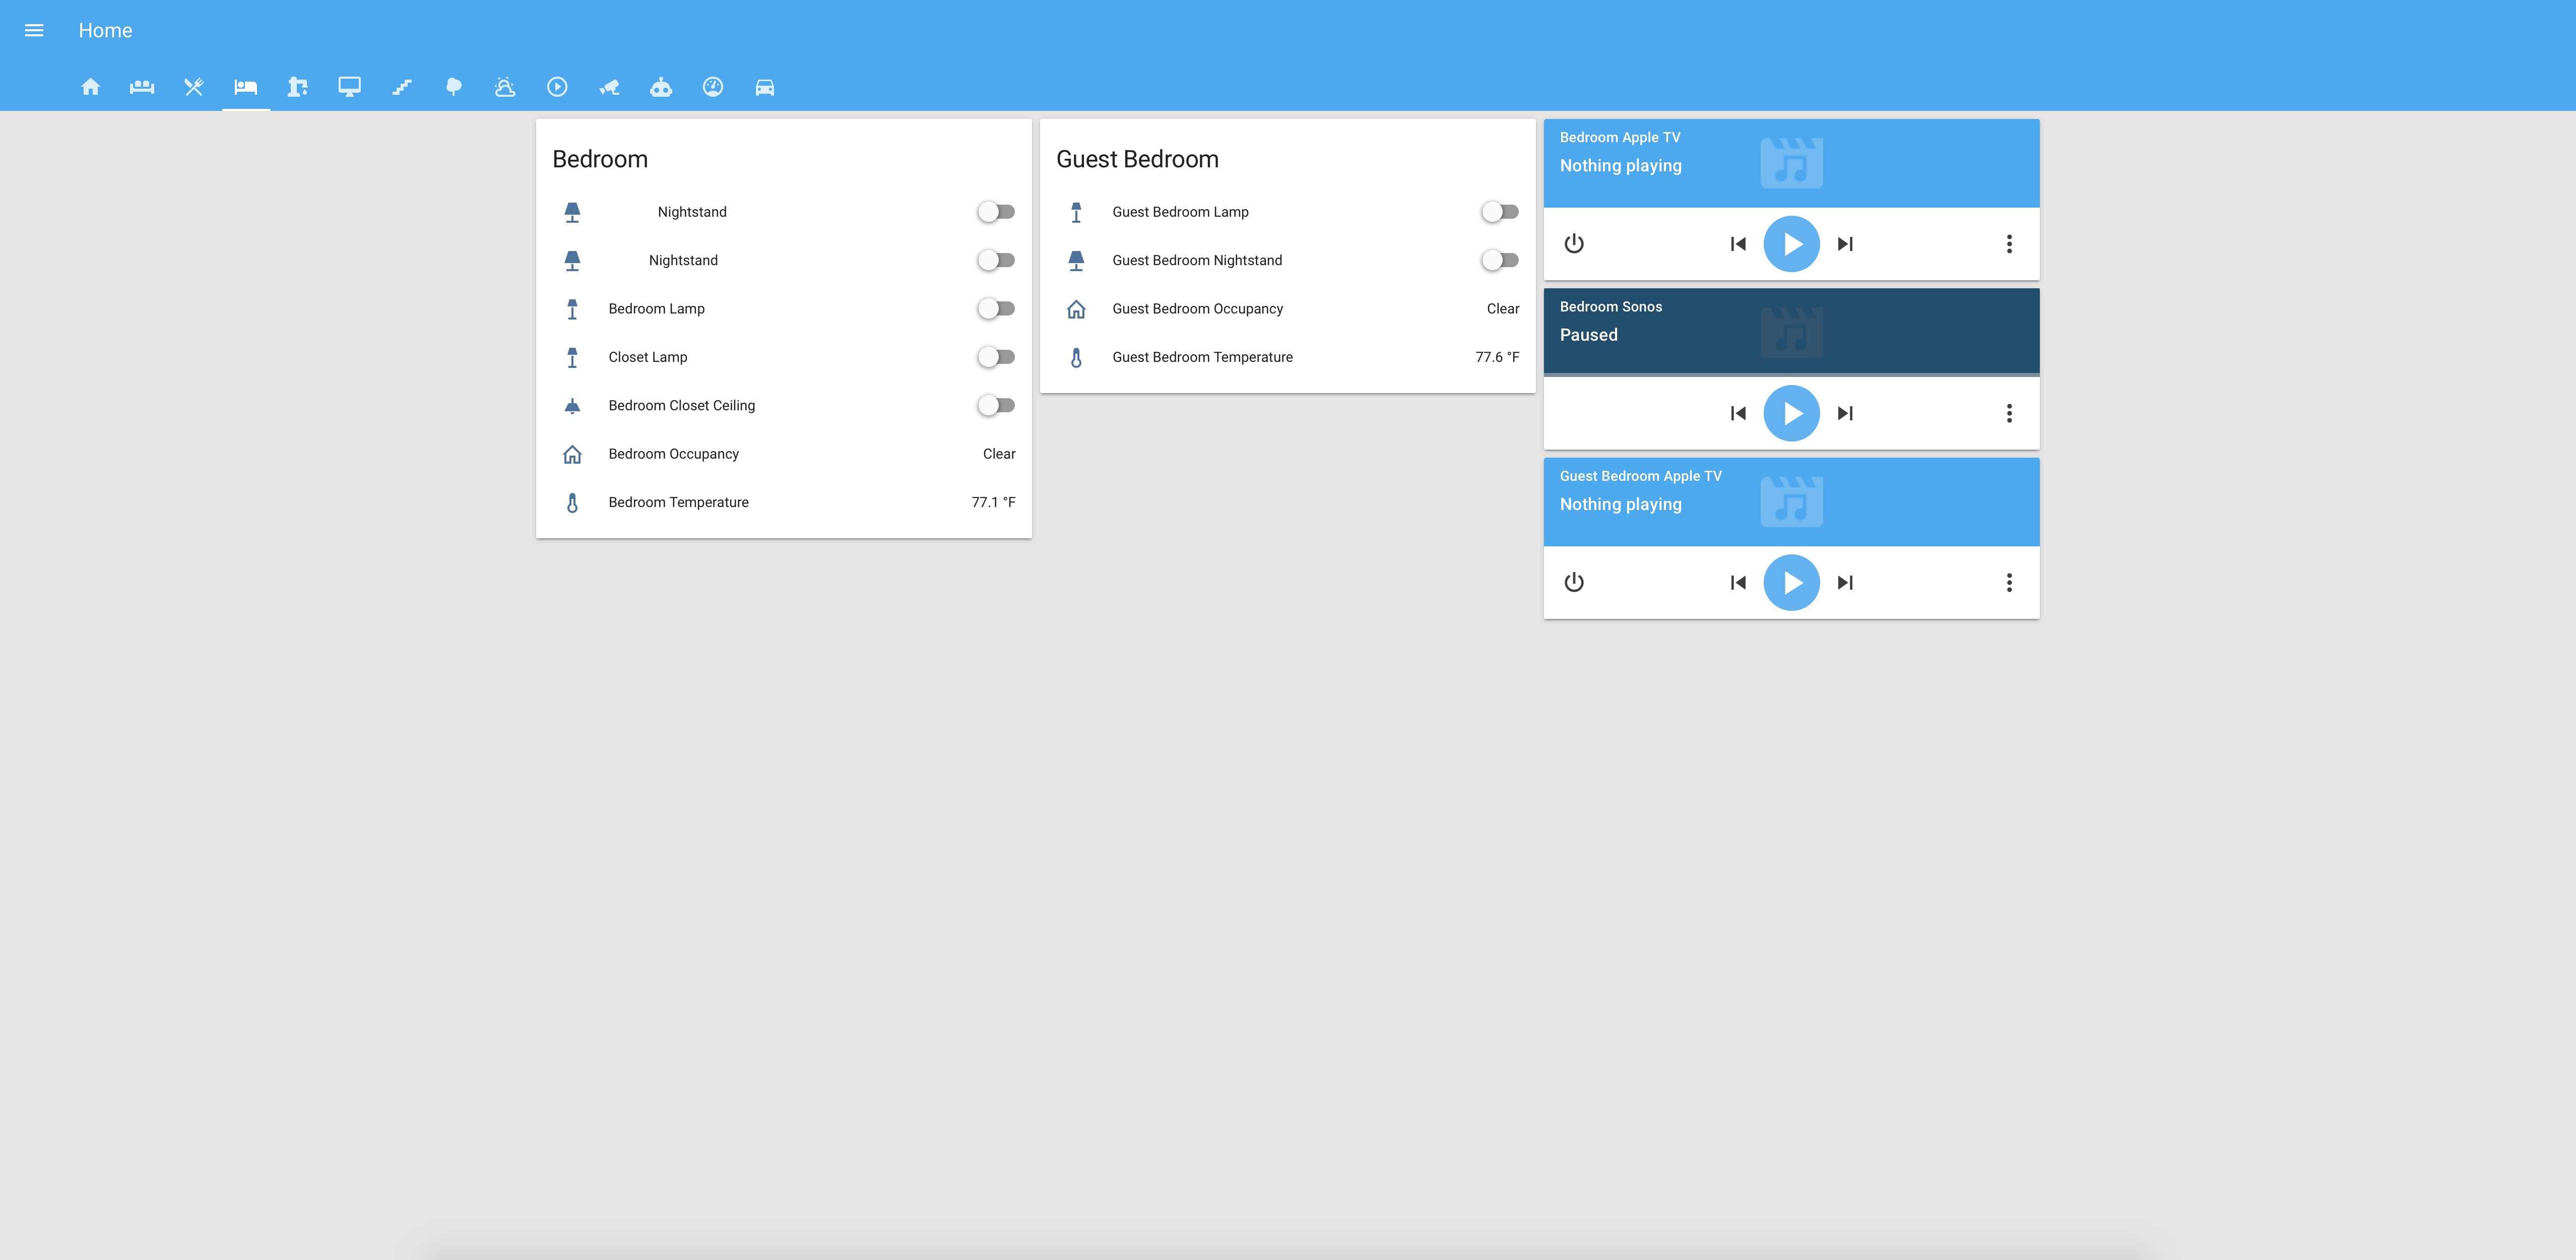 Home
Bedroom
Nightstand
Nightstand
Bedroom Lamp
Closet Lamp
Bedroom Closet Ceiling
Bedroom Occupancy Clear
Bedroom Temperature 77.1 °F
Guest Bedroom
Guest Bedroom Lamp
Guest Bedroom Nightstand
Guest Bedroom Occupancy Clear
Guest Bedroom Temperature 77.6 °F
Bedroom Apple TV
Nothing playing
Bedroom Sonos
Paused
Guest Bedroom Apple TV
Nothing playing